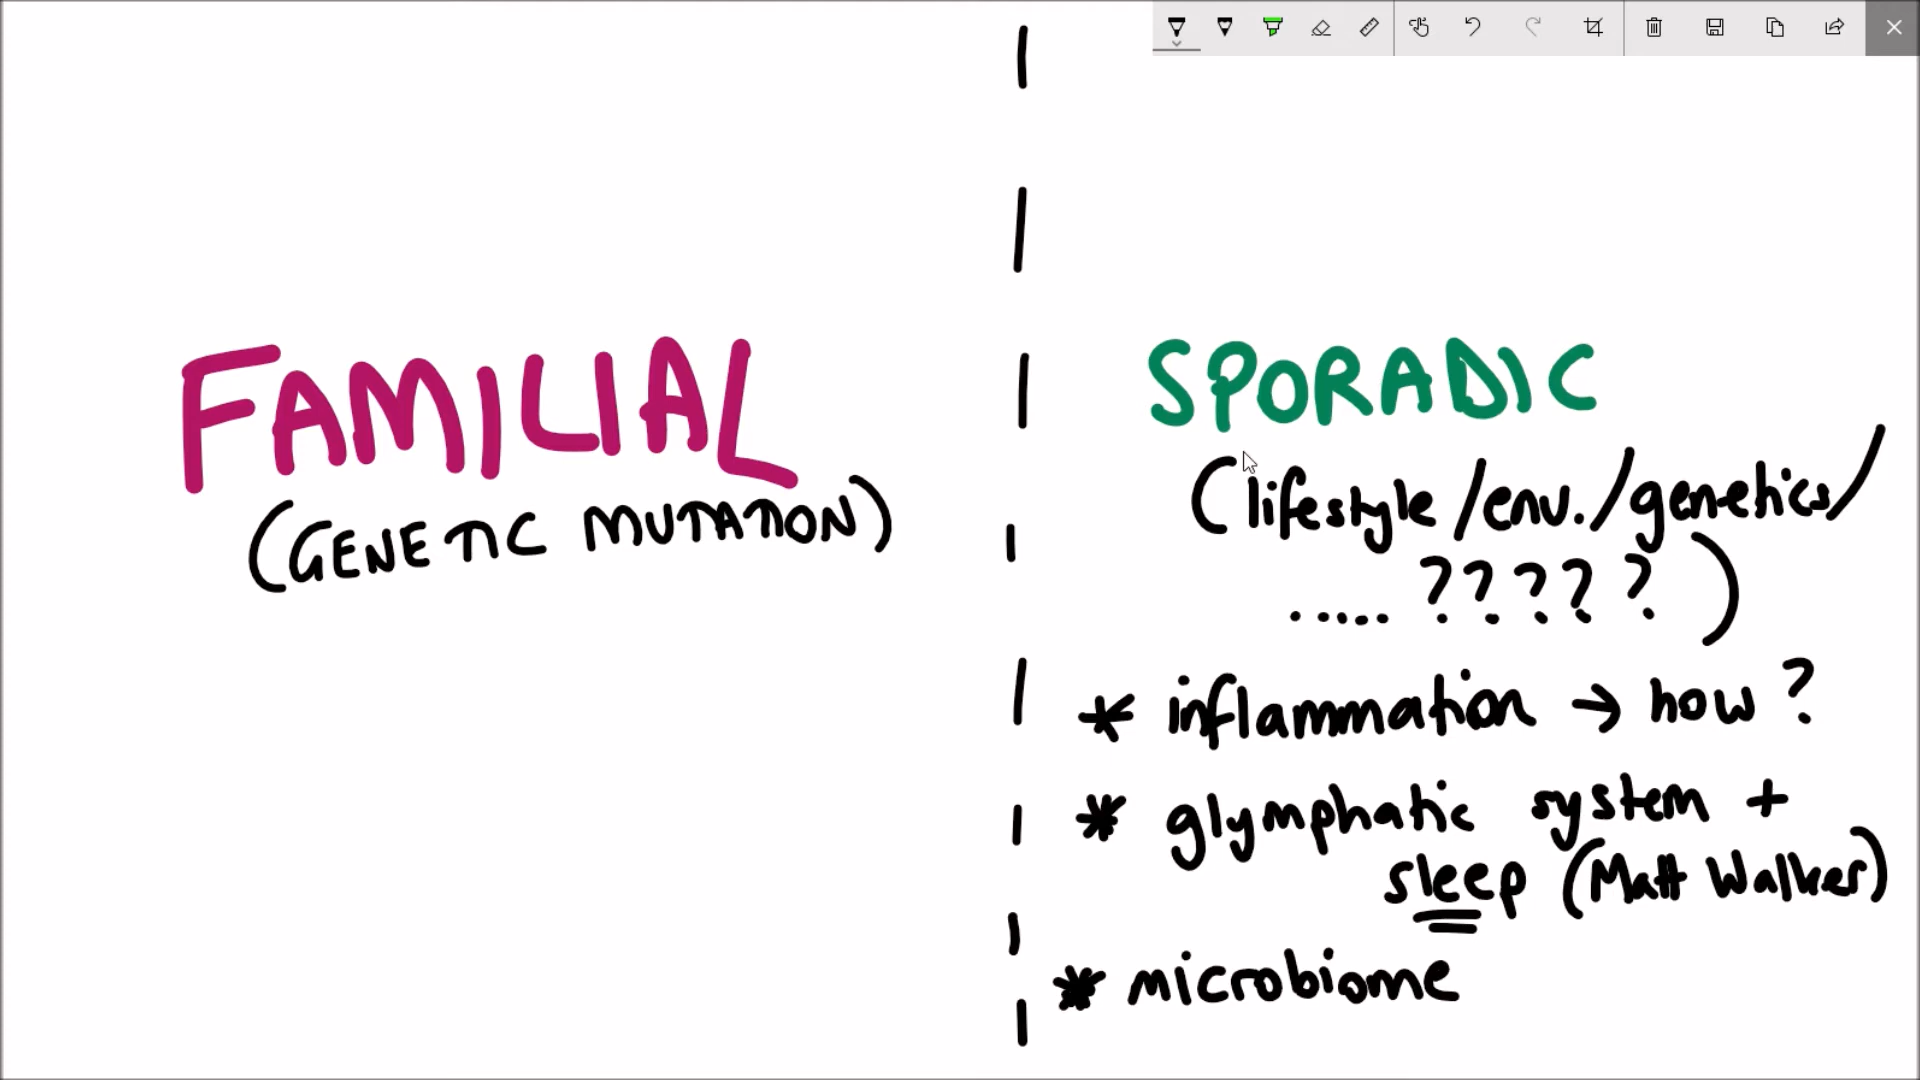 FAMILIAL
(GENETIC MUTATION)
SPORADIC
(lifestyle/env./genetics/
.....?????)
* inflammation → how?
* glymphatic system +
sleep (Matt Walker)
* microbiome